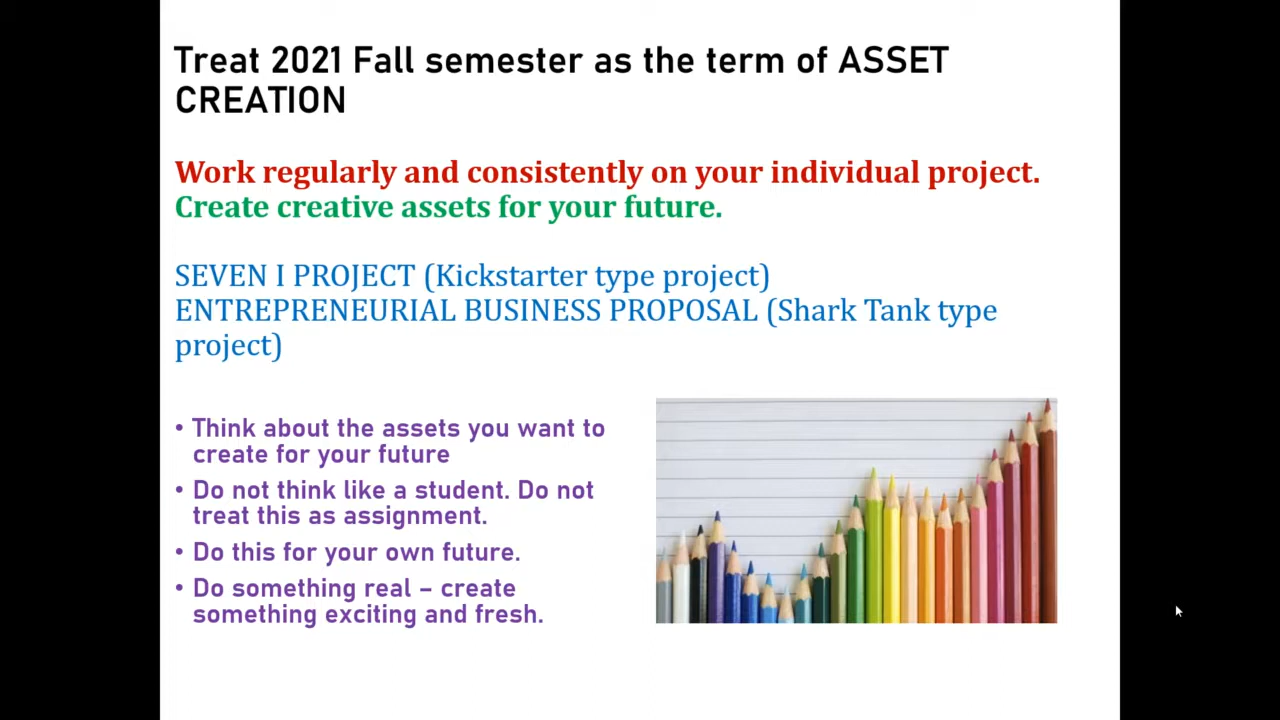 Treat 2021 Fall semester as the term of ASSET
CREATION
Work regularly and consistently on your individual project.
Create creative assets for your future.
SEVEN I PROJECT (Kickstarter type project)
ENTREPRENEURIAL BUSINESS PROPOSAL (Shark Tank type
project)
• Think about the assets you want to
create for your future
• Do not think like a student. Do not
treat this as assignment.
• Do this for your own future.
• Do something real – create
something exciting and fresh.